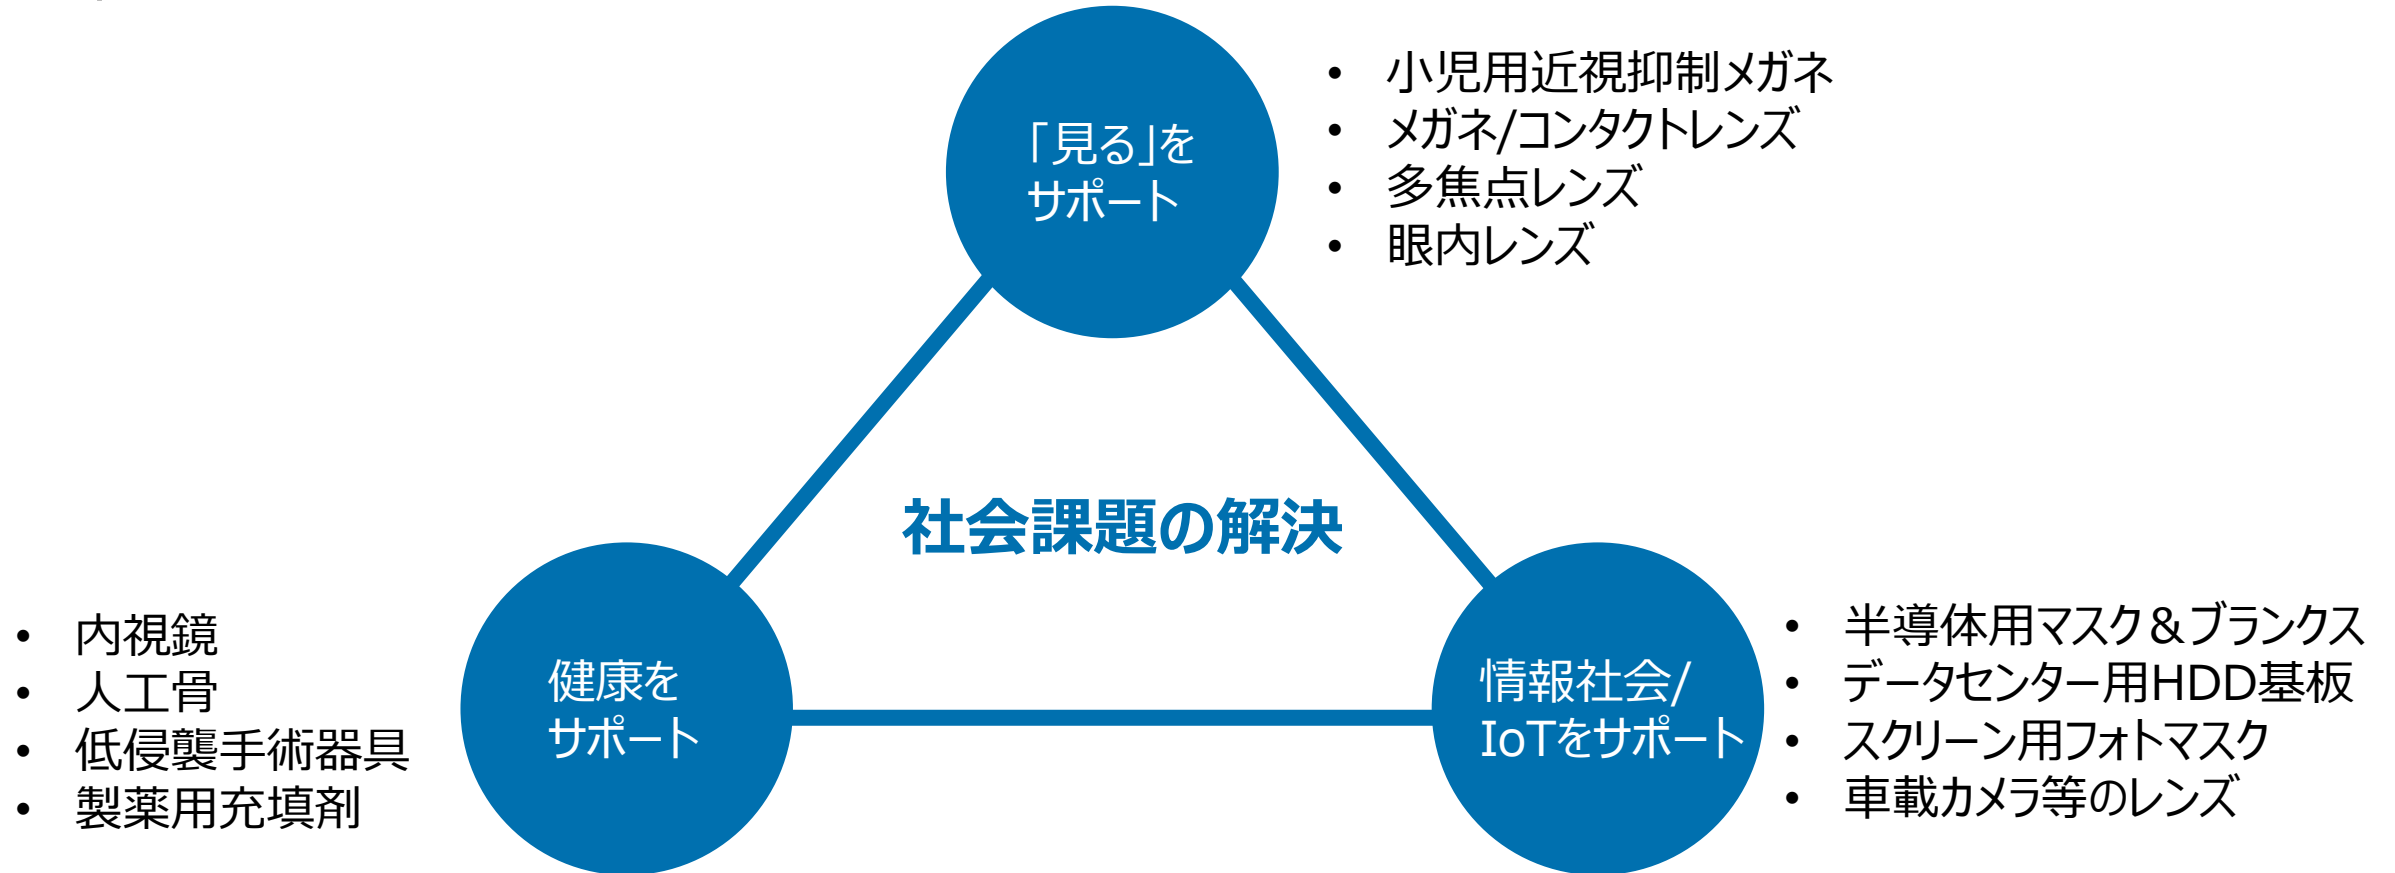 「見る」を
サポート
• 小児用近視抑制メガネ
• メガネ/コンタクトレンズ
• 多焦点レンズ
• 眼内レンズ
社会課題の解決
• 内視鏡
• 人工骨
• 低侵襲手術器具
• 製薬用充填剤
健康を
サポート
情報社会/
IoTをサポート
• 半導体用マスク＆ブランクス
• データセンター用HDD基板
• スクリーン用フォトマスク
• 車載カメラ等のレンズ